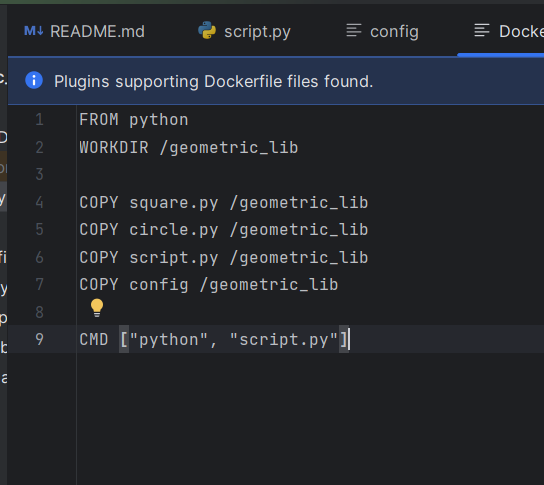 README.md script.py config Docke
Plugins supporting Dockerfile files found.
1 FROM python
2 WORKDIR /geometric_lib
3
4 COPY square.py /geometric_lib
5 COPY circle.py /geometric_lib
6 COPY script.py /geometric_lib
7 COPY config /geometric_lib
8
9 CMD ["python", "script.py"]